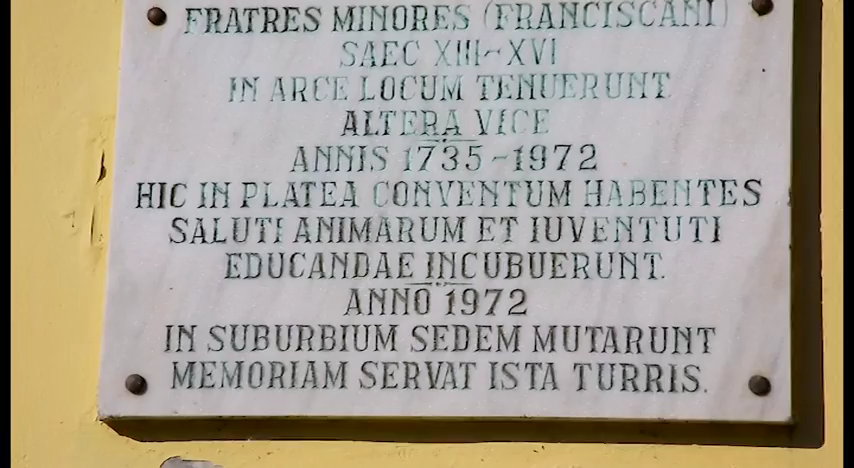 FRATRES MINORES (FRANCISCANI)
SAEC XIII-XVI
IN ARCE LOCUM TENUERUNT
ALTERA VICE
ANNIS 1735-1972
HIC IN PLATEA CONVENTUM HABENTES
SALUTI ANIMARUM ET IUVENTUTI
EDUCANDAE INCUBUERUNT.
ANNO 1972
IN SUBURBIUM SEDEM MUTARUNT
MEMORIAM SERVAT ISTA TURRIS.